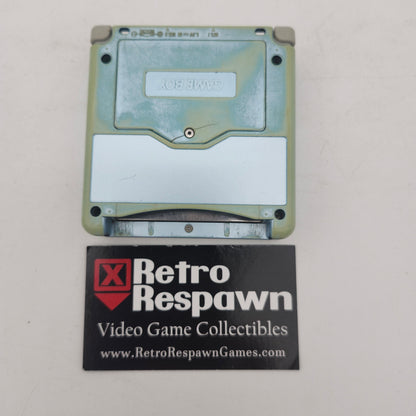 GAME BOY
Retro
Respawn
Video Game Collectibles
www.RetroRespawnGames.com